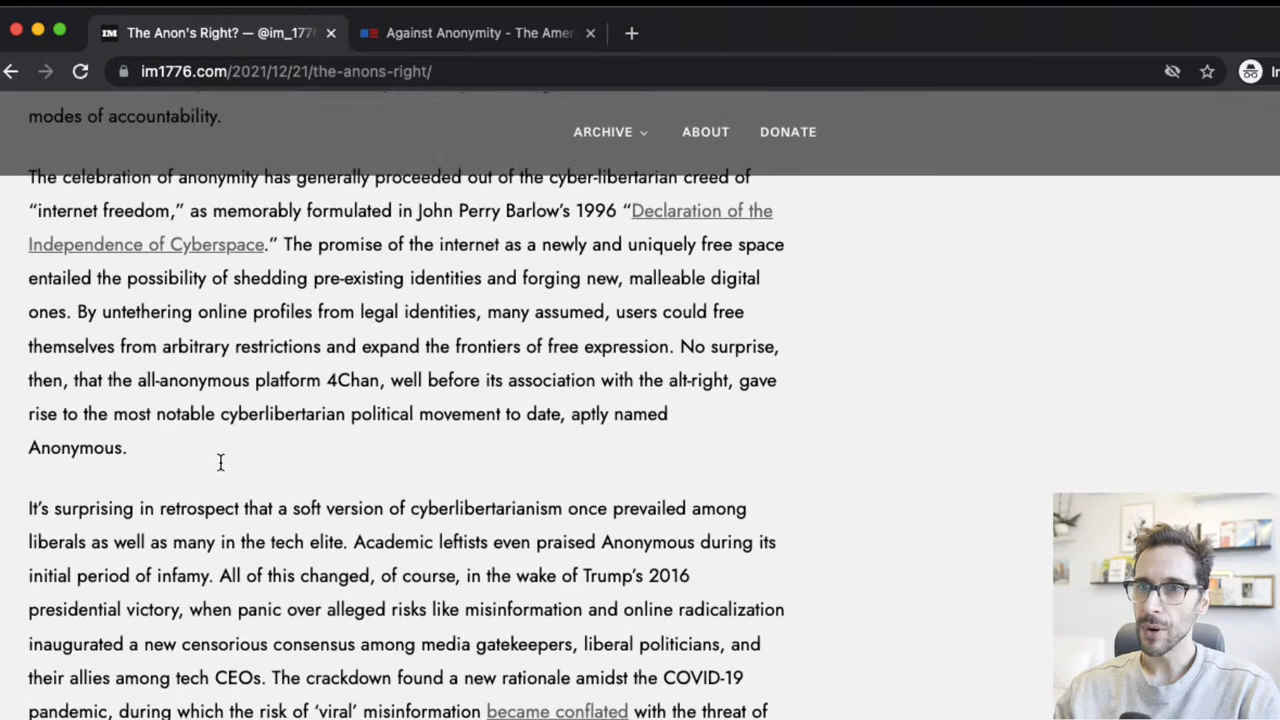 The Anon's Right? — @im_177
Against Anonymity - The Amer
im1776.com/2021/12/21/the-anons-right/
ARCHIVE ABOUT DONATE
modes of accountability.
The celebration of anonymity has generally proceeded out of the cyber-libertarian creed of
“internet freedom,” as memorably formulated in John Perry Barlow’s 1996 “Declaration of the
Independence of Cyberspace.” The promise of the internet as a newly and uniquely free space
entailed the possibility of shedding pre-existing identities and forging new, malleable digital
ones. By untethering online profiles from legal identities, many assumed, users could free
themselves from arbitrary restrictions and expand the frontiers of free expression. No surprise,
then, that the all-anonymous platform 4Chan, well before its association with the alt-right, gave
rise to the most notable cyberlibertarian political movement to date, aptly named
Anonymous.
It’s surprising in retrospect that a soft version of cyberlibertarianism once prevailed among
liberals as well as many in the tech elite. Academic leftists even praised Anonymous during its
initial period of infamy. All of this changed, of course, in the wake of Trump’s 2016
presidential victory, when panic over alleged risks like misinformation and online radicalization
inaugurated a new censorious consensus among media gatekeepers, liberal politicians, and
their allies among tech CEOs. The crackdown found a new rationale amidst the COVID-19
pandemic, during which the risk of ‘viral’ misinformation became conflated with the threat of